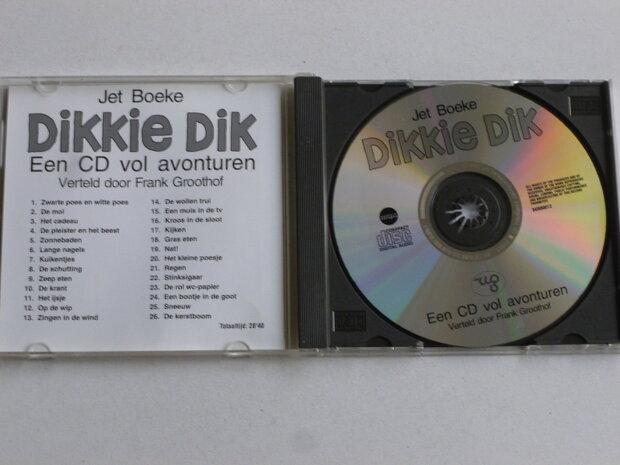 Jet Boeke
DiKKie DiK
Een CD vol avonturen
Verteld door Frank Groothof
1. Zwarte poes en witte poes
2. De mol
3. Het cadeau
4. De pleister en het beest
5. Zonnebaden
6. Lange nagels
7. Kuikentjes
8. De schutting
9. Zeep eten
10. De krant
11. Het ijsje
12. Op de wip
13. Zingen in de wind
14. De wollen trui
15. Een muis in de tv
16. Kroos in de sloot
17. Kijken
18. Gras eten
19. Nat!
20. Het kleine poesje
21. Regen
22. Stinksigaar
23. De rol wc-papier
24. Een bootje in de goot
25. Sneeuw
26. De kerstboom
Totaaltijd: 28'40
Jet Boeke
DiKKie DiK
COMPACT
disc
DIGITAL AUDIO
Een CD vol avonturen
Verteld door Frank Groothof